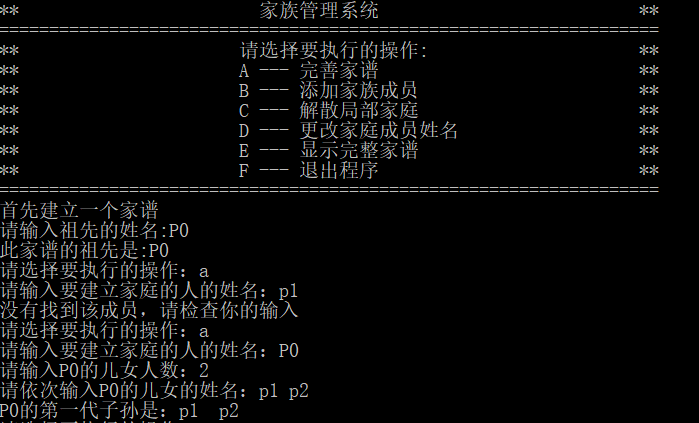 ** 家族管理系统 **
==================================================================
** 请选择要执行的操作: **
** A --- 完善家谱 **
** B --- 添加家族成员 **
** C --- 解散局部家庭 **
** D --- 更改家庭成员姓名 **
** E --- 显示完整家谱 **
** F --- 退出程序 **
==================================================================
首先建立一个家谱
请输入祖先的姓名:P0
此家谱的祖先是:P0
请选择要执行的操作：a
请输入要建立家庭的人的姓名：p1
没有找到该成员，请检查你的输入
请选择要执行的操作：a
请输入要建立家庭的人的姓名：P0
请输入P0的儿女人数：2
请依次输入P0的儿女的姓名：p1 p2
P0的第一代子孙是：p1  p2